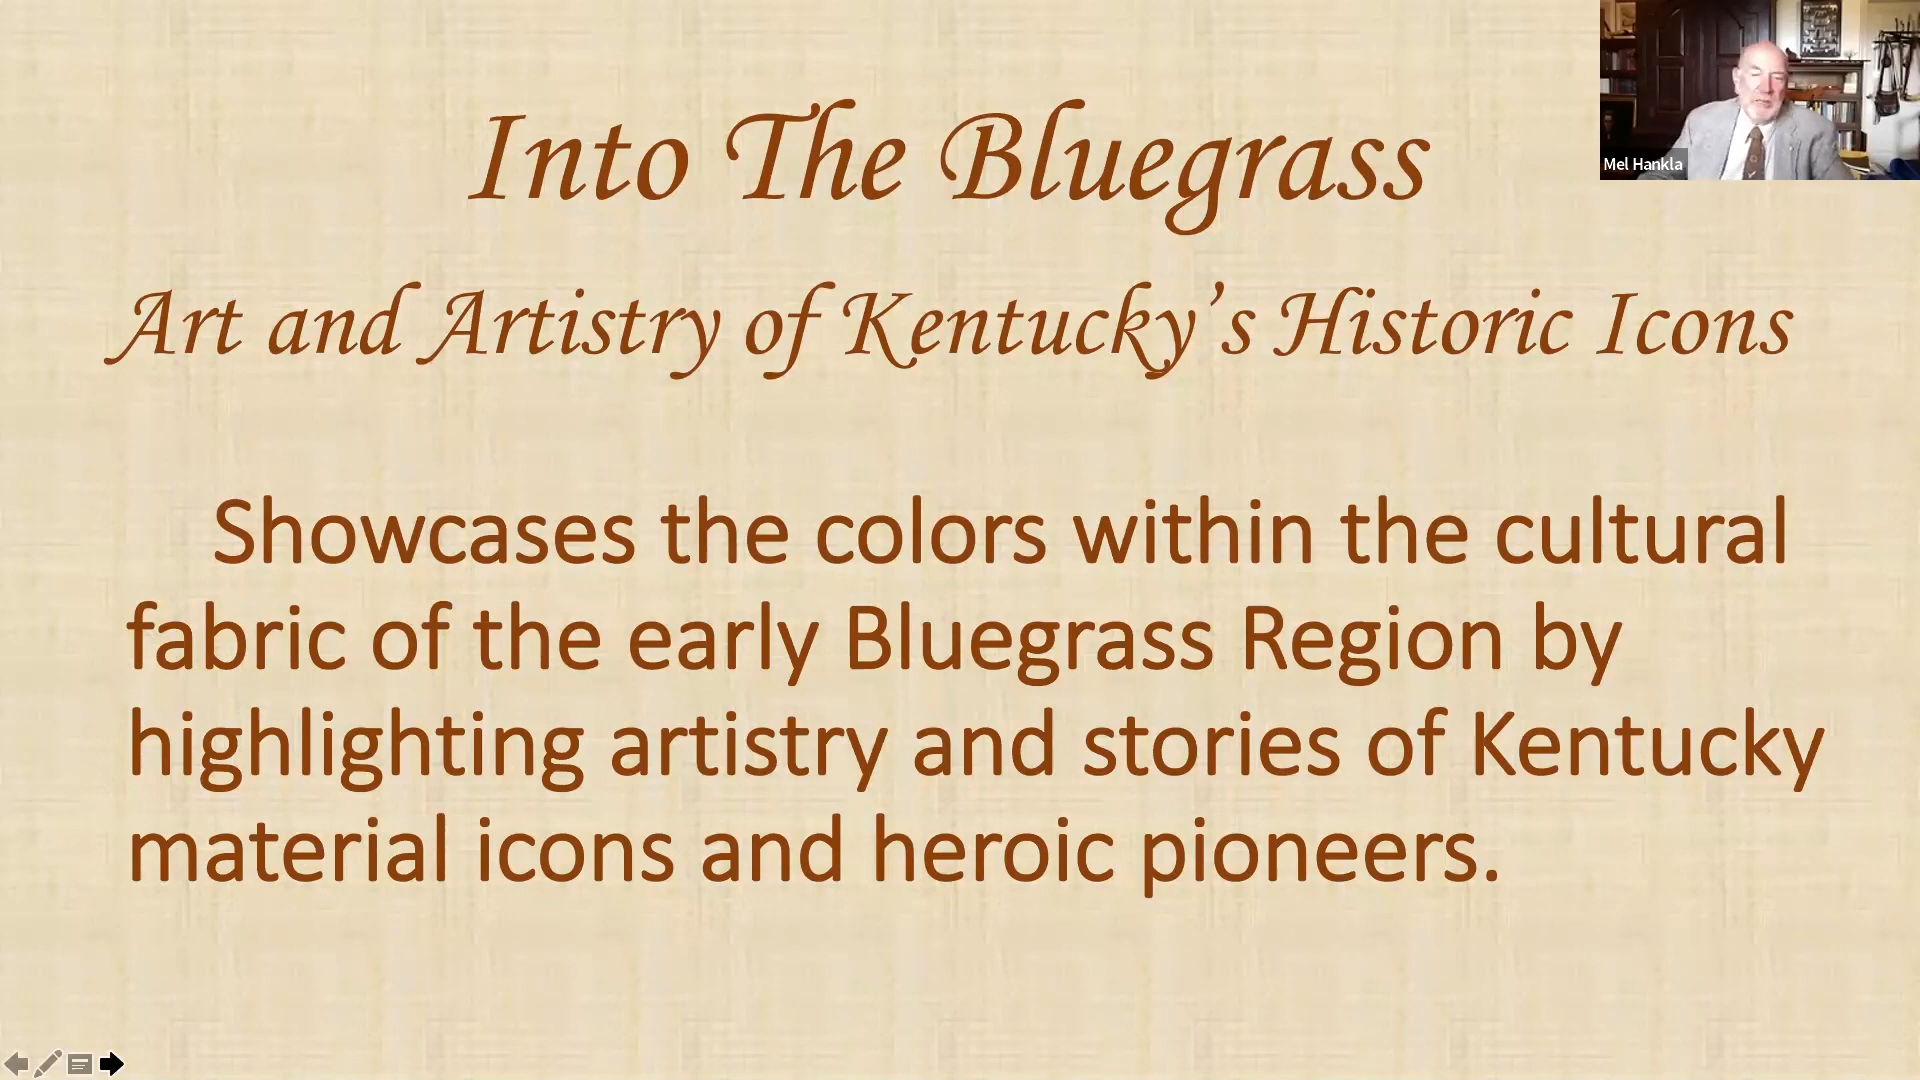 Into The Bluegrass
Art and Artistry of Kentucky’s Historic Icons
Showcases the colors within the cultural
fabric of the early Bluegrass Region by
highlighting artistry and stories of Kentucky
material icons and heroic pioneers.
Mel Hankla